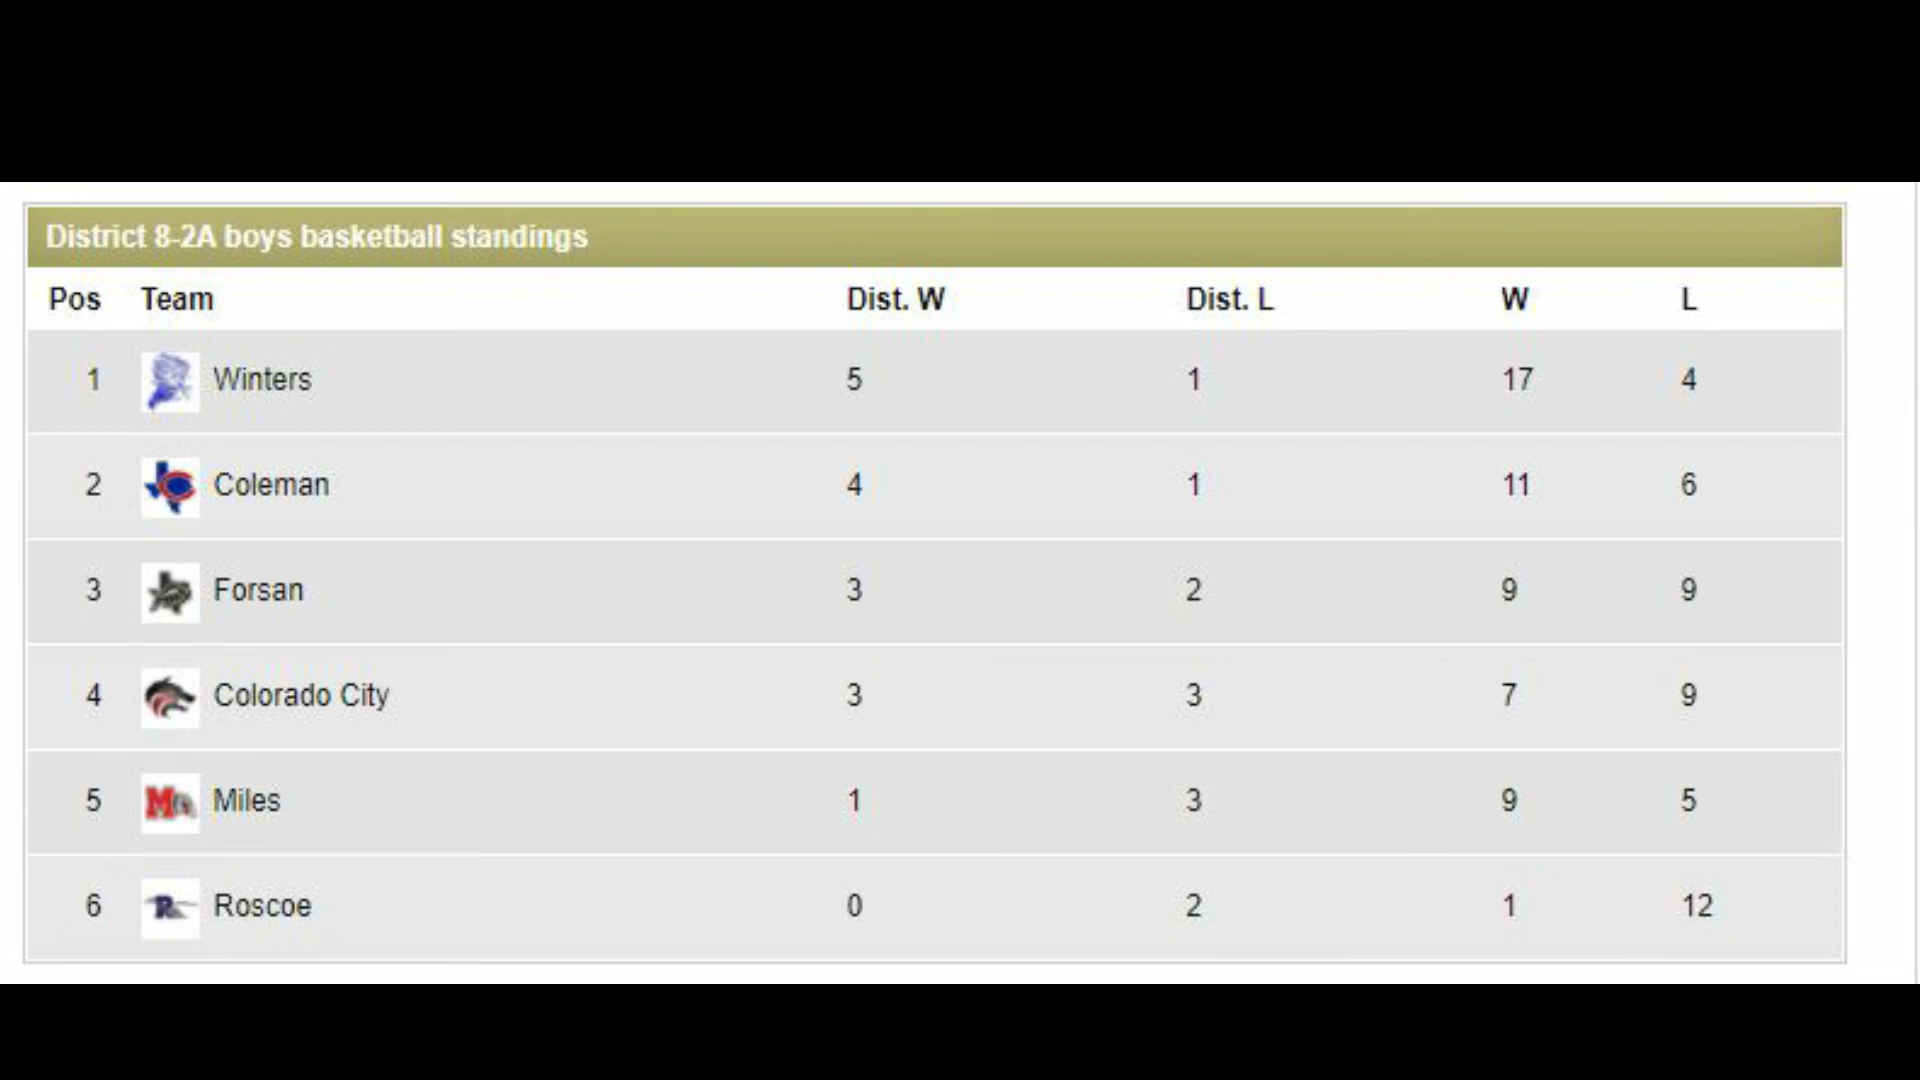 District 8-2A boys basketball standings
Pos Team Dist. W Dist. L W L
1 Winters 5 1 17 4
2 Coleman 4 1 11 6
3 Forsan 3 2 9 9
4 Colorado City 3 3 7 9
5 Miles 1 3 9 5
6 Roscoe 0 2 1 12